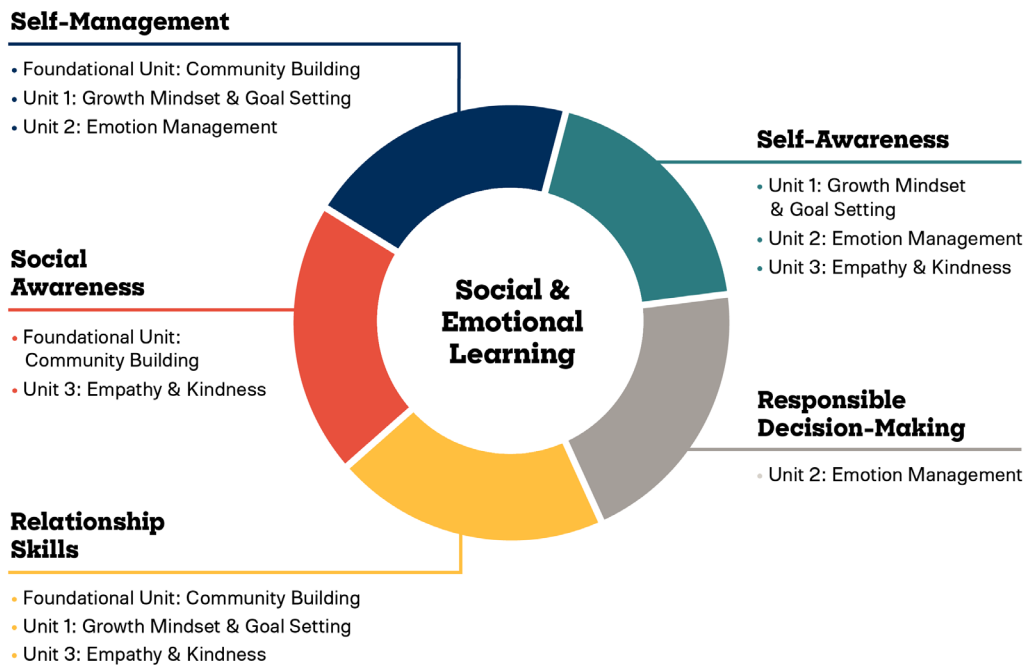 Self-Management
• Foundational Unit: Community Building
• Unit 1: Growth Mindset & Goal Setting
• Unit 2: Emotion Management
Self-Awareness
• Unit 1: Growth Mindset
& Goal Setting
• Unit 2: Emotion Management
• Unit 3: Empathy & Kindness
Social
Awareness
• Foundational Unit:
Community Building
• Unit 3: Empathy & Kindness
Social &
Emotional
Learning
Responsible
Decision-Making
• Unit 2: Emotion Management
Relationship
Skills
• Foundational Unit: Community Building
• Unit 1: Growth Mindset & Goal Setting
• Unit 3: Empathy & Kindness